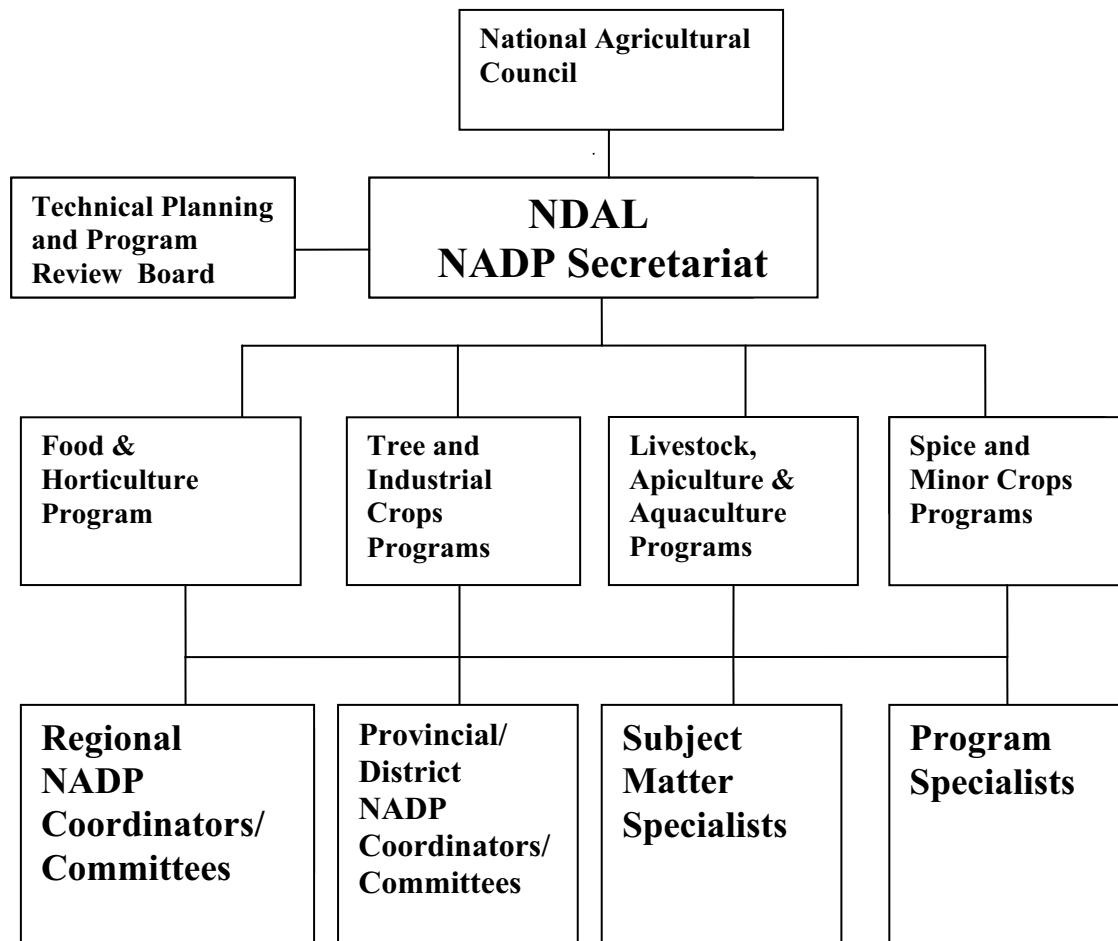 National Agricultural
Council
Technical Planning
and Program
Review Board
NDAL
NADP Secretariat
Food &
Horticulture
Program
Tree and
Industrial
Crops
Programs
Livestock,
Apiculture &
Aquaculture
Programs
Spice and
Minor Crops
Programs
Regional
NADP
Coordinators/
Committees
Provincial/
District
NADP
Coordinators/
Committees
Subject
Matter
Specialists
Program
Specialists